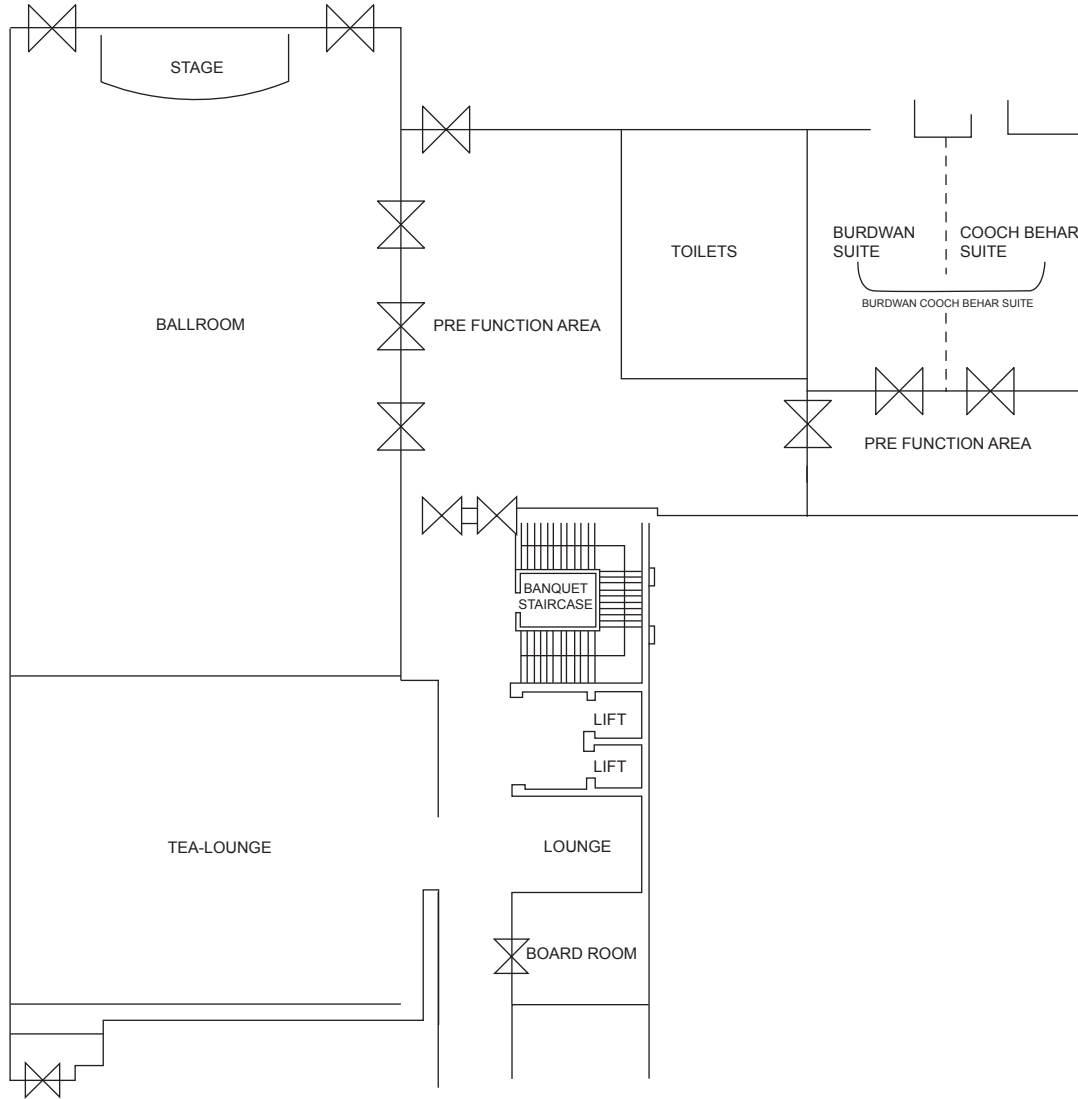 STAGE
BURDWAN
SUITE
COOCH BEHAR
SUITE
TOILETS
BURDWAN COOCH BEHAR SUITE
BALLROOM
PRE FUNCTION AREA
PRE FUNCTION AREA
BANQUET
STAIRCASE
LIFT
LIFT
TEA-LOUNGE
LOUNGE
BOARD ROOM